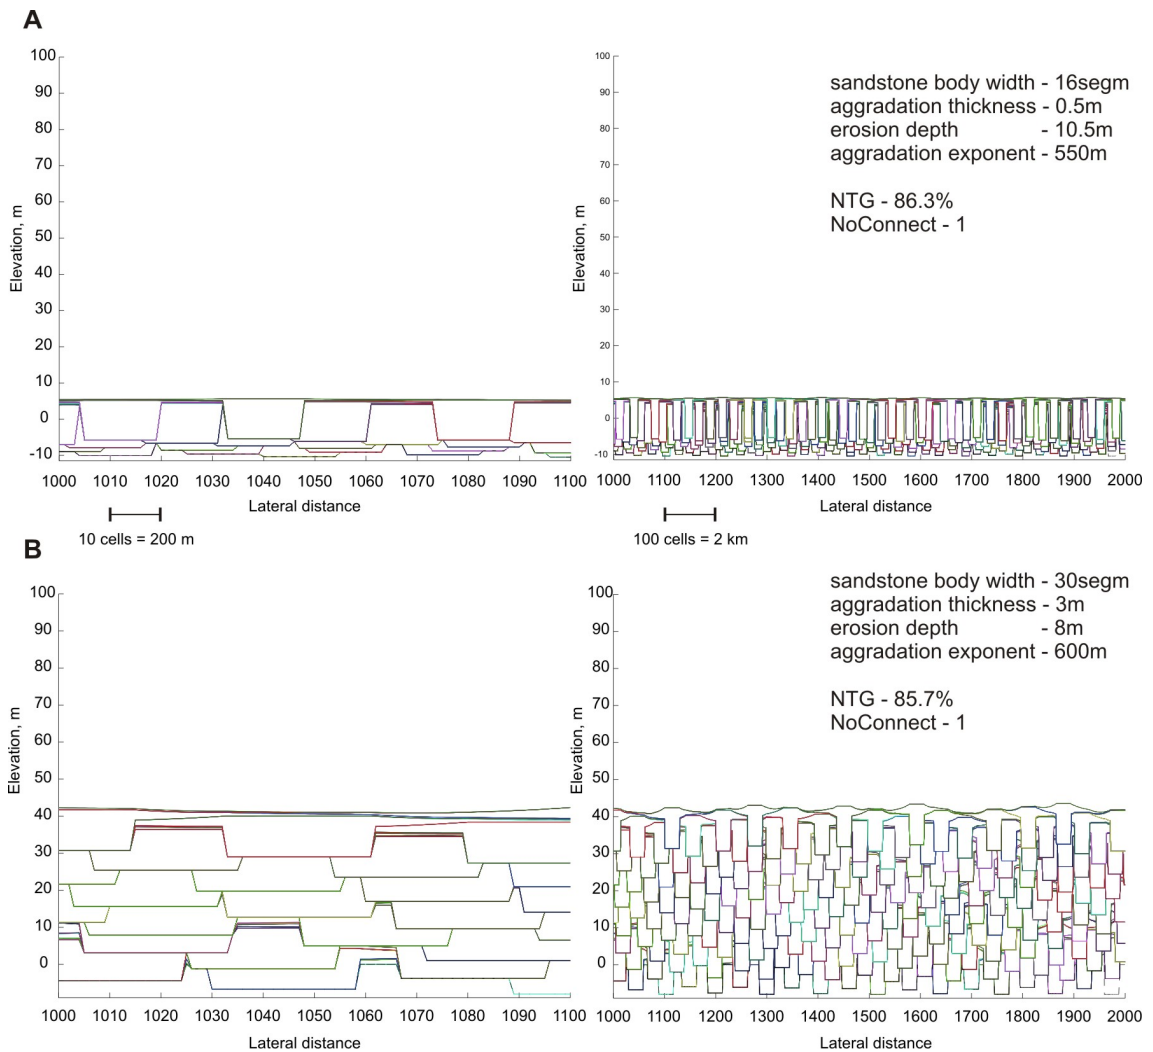 A
100
90
80
70
60
50
40
30
20
10
0
-10
Elevation, m
1000 1010 1020 1030 1040 1050 1060 1070 1080 1090 1100
Lateral distance
10 cells = 200 m
100
90
80
70
60
50
40
30
20
10
0
-10
Elevation, m
1000 1100 1200 1300 1400 1500 1600 1700 1800 1900 2000
Lateral distance
100 cells = 2 km
sandstone body width - 16segm
aggradation thickness - 0.5m
erosion depth - 10.5m
aggradation exponent - 550m
NTG - 86.3%
NoConnect - 1
B
100
90
80
70
60
50
40
30
20
10
0
Elevation, m
1000 1010 1020 1030 1040 1050 1060 1070 1080 1090 1100
Lateral distance
100
90
80
70
60
50
40
30
20
10
0
Elevation, m
1000 1100 1200 1300 1400 1500 1600 1700 1800 1900 2000
Lateral distance
sandstone body width - 30segm
aggradation thickness - 3m
erosion depth - 8m
aggradation exponent - 600m
NTG - 85.7%
NoConnect - 1